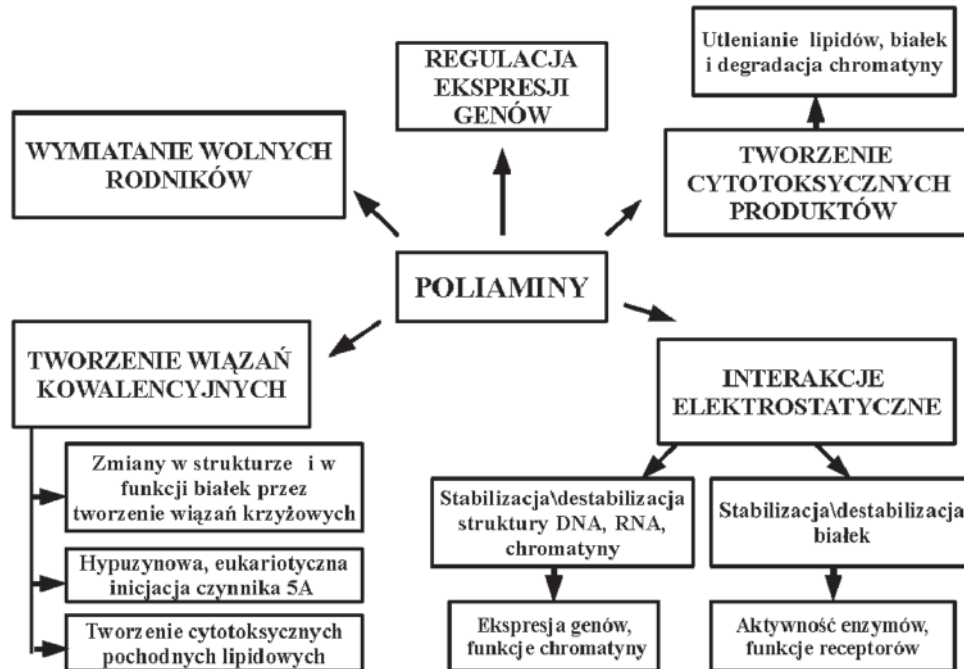 REGULACJA
EKSPRESJI
GENÓW
Utlenianie lipidów, białek
i degradacja chromatyny
WYMIATANIE WOLNYCH
RODNIKÓW
TWORZENIE
CYTOTOKSYCZNYCH
PRODUKTÓW
POLIAMINY
TWORZENIE WIĄZAŃ
KOWALENCYJNYCH
INTERAKCJE
ELEKTROSTATYCZNE
Zmiany w strukturze i w
funkcji białek przez
tworzenie wiązań krzyżowych
Hypuzynowa, eukariotyczna
inicjacja czynnika 5A
Tworzenie cytotoksycznych
pochodnych lipidowych
Stabilizacja\destabilizacja
struktury DNA, RNA,
chromatyny
Stabilizacja\destabilizacja
białek
Ekspresja genów,
funkcje chromatyny
Aktywność enzymów,
funkcje receptorów